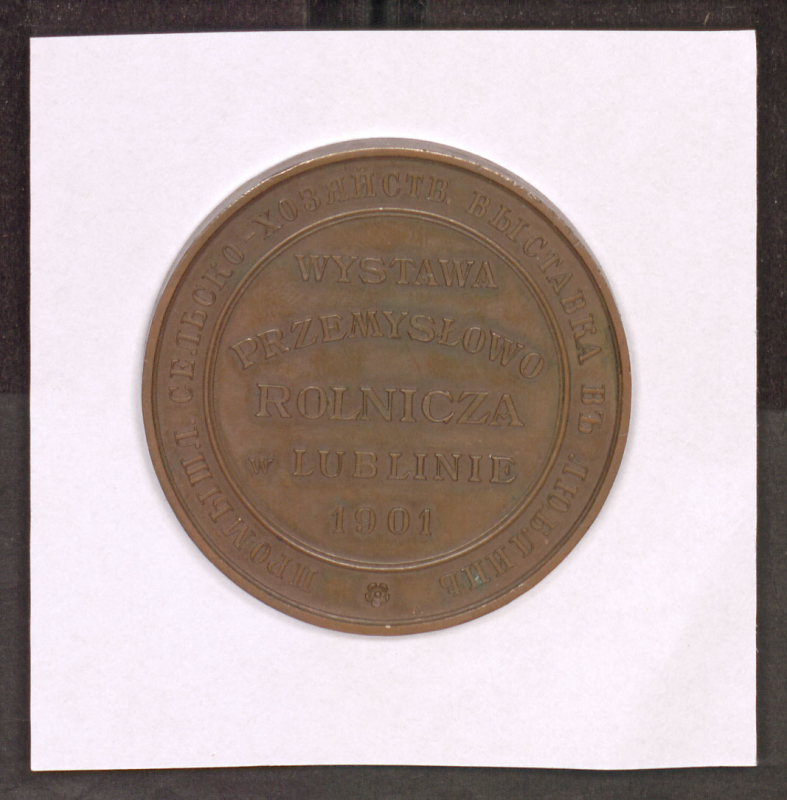 ПРОМЫШЛ. СЕЛЬСКО-ХОЗЯЙСТВ. ВЫСТАВКА ВЪ ЛЮБЛИНѢ
WYSTAWA
PRZEMYSŁOWO
ROLNICZA
W LUBLINIE
1901